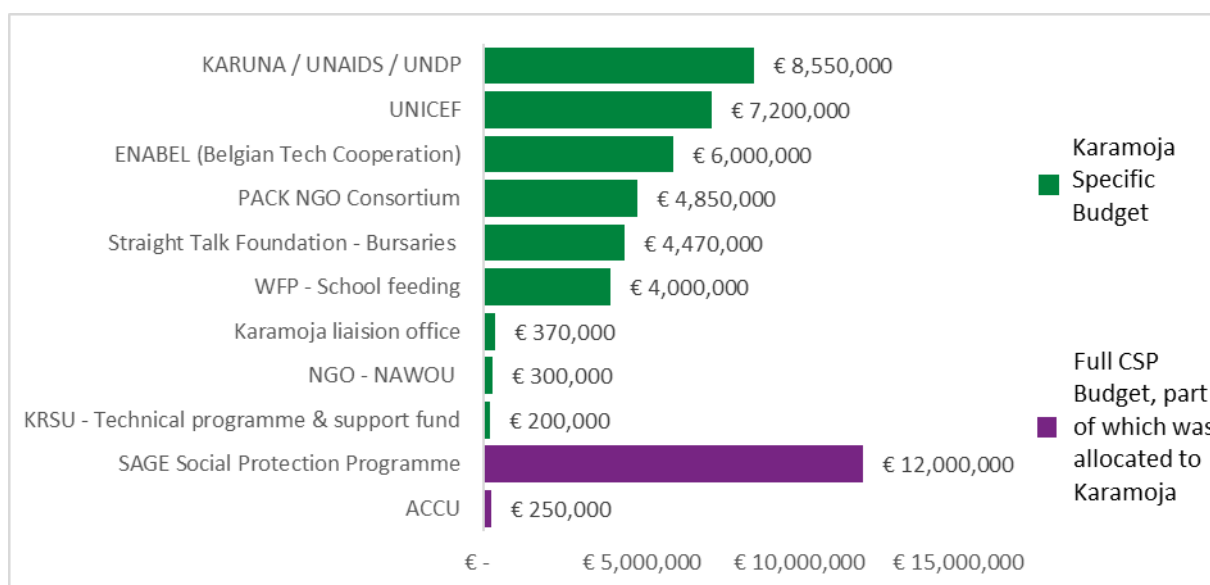 KARUNA / UNAIDS / UNDP € 8,550,000
UNICEF € 7,200,000
ENABEL (Belgian Tech Cooperation) € 6,000,000
PACK NGO Consortium € 4,850,000
Straight Talk Foundation - Bursaries € 4,470,000
WFP - School feeding € 4,000,000
Karamoja liaision office € 370,000
NGO - NAWOU € 300,000
KRSU - Technical programme & support fund € 200,000
SAGE Social Protection Programme € 12,000,000
ACCU € 250,000
€ - € 5,000,000 € 10,000,000 € 15,000,000
Karamoja
Specific
Budget
Full CSP
Budget, part
of which was
allocated to
Karamoja